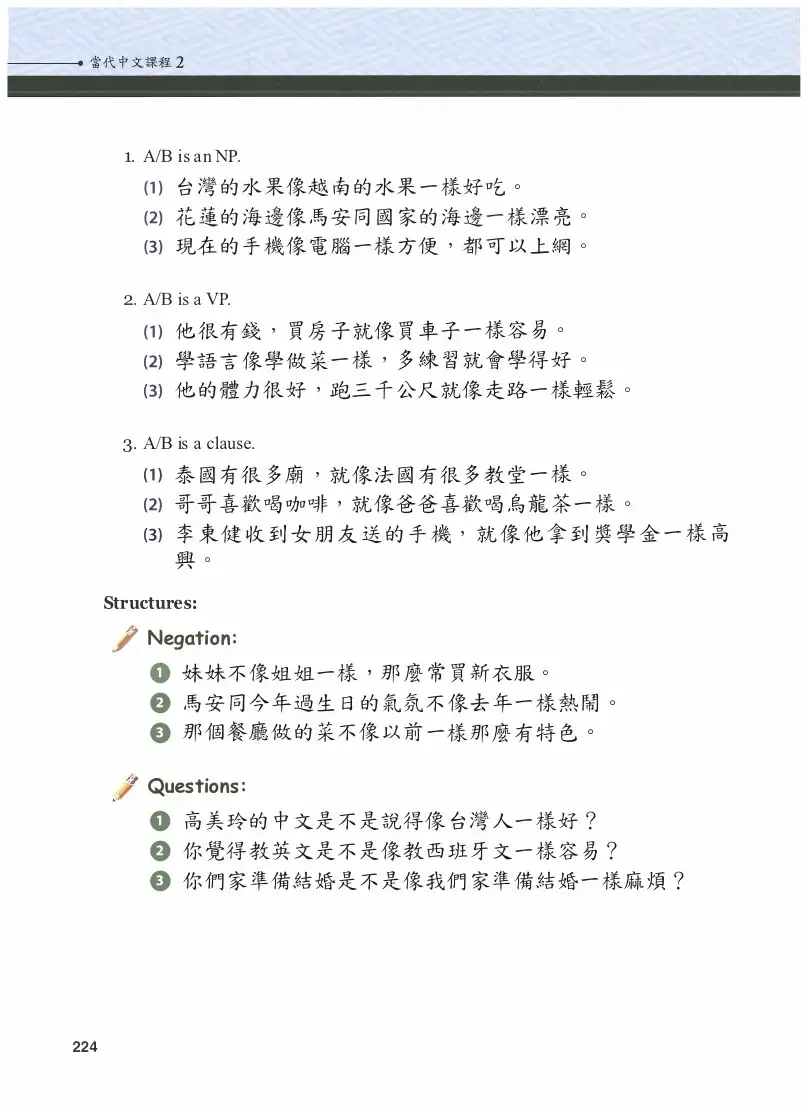 當代中文課程 2
1. A/B is an NP.
(1) 台灣的水果像越南的水果一樣好吃。
(2) 花蓮的海邊像馬安同國家的海邊一樣漂亮。
(3) 現在的手機像電腦一樣方便，都可以上網。
2. A/B is a VP.
(1) 他很有錢，買房子就像買車子一樣容易。
(2) 學語言像學做菜一樣，多練習就會學得好。
(3) 他的體力很好，跑三千公尺就像走路一樣輕鬆。
3. A/B is a clause.
(1) 泰國有很多廟，就像法國有很多教堂一樣。
(2) 哥哥喜歡喝咖啡，就像爸爸喜歡喝烏龍茶一樣。
(3) 李東健收到女朋友送的手機，就像他拿到獎學金一樣高
興。
Structures:
Negation:
1 妹妹不像姐姐一樣，那麼常買新衣服。
2 馬安同今年過生日的氣氛不像去年一樣熱鬧。
3 那個餐廳做的菜不像以前一樣那麼有特色。
Questions:
1 高美玲的中文是不是說得像台灣人一樣好？
2 你覺得教英文是不是像教西班牙文一樣容易？
3 你們家準備結婚是不是像我們家準備結婚一樣麻煩？
224